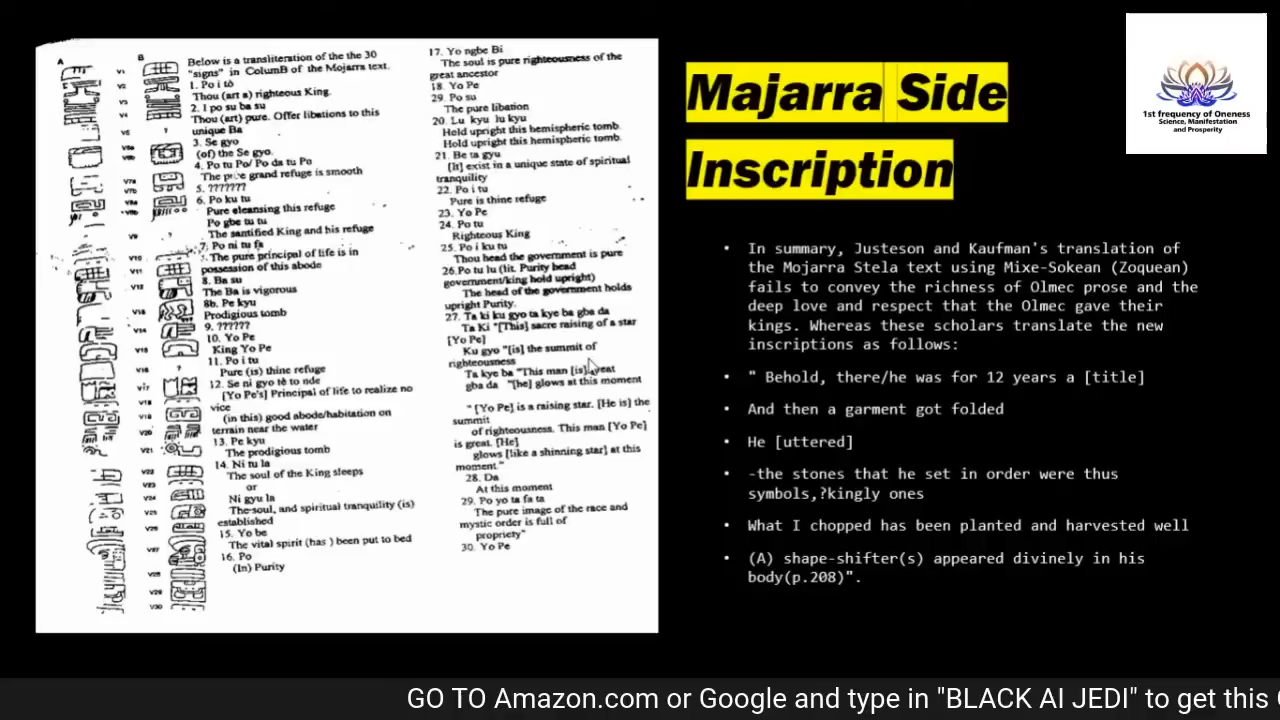 A
B
Below is a transliteration of the the 30
"signs" in ColumB of the Mojarra text.
1. Po i tò
Thou (art a) righteous King.
2. I po su ba su
Thou (art) pure. Offer libations to this
unique Ba
3. Se gyo
(of) the Se gyo.
4. Po tu Po/ Po da tu Po
The grand refuge is smooth
5. ???????
6. Po ku tu
Pure cleansing this refuge
Po gbe tu tu
The santified King and his refuge
7. Po ni tu fa
The pure principal of life is in
possession of this abode
8. Ba su
The Ba is vigorous
8b. Pe kyu
Prodigious tomb
9. ??????
10. Yo Pe
King Yo Pe
11. Po i tu
Pure (is) thine refuge
12. Se ni gyo tè to nde
[Yo Pe's] Principal of life to realize no
vice
(in this) good abode/habitation on
terrain near the water
13. Pe kyu
The prodigious tomb
14. Ni tu la
The soul of the King sleeps
or
Ni gyu la
The soul, and spiritual tranquility (is)
established
15. Yo be
The vital spirit (has ) been put to bed
16. Po
(In) Purity
17. Yo ngbe Bi
The soul is pure righteousness of the
great ancestor
18. Yo Pe
29. Po su
The pure libation
20. Lu kyu lu kyu
Hold upright this hemispheric tomb.
Hold upright this hemispheric tomb.
21. Be ta gyu
[It] exist in a unique state of spiritual
tranquility
22. Po i tu
Pure is thine refuge
23. Yo Pe
24. Po tu
Righteous King
25. Po i ku tu
Thou head the government is pure
26.Po tu lu (lit. Purity head
government/king hold upright)
The head of the government holds
upright Purity.
27. Ta ki ku gyo ta kye ba gba da
Ta Ki "[This] sacre raising of a star
[Yo Pe]
Ku gyo "[is] the summit of
righteousness
Ta kye ba "This man [is] great
gba da "[he] glows at this moment
" [Yo Pe] is a raising star. [He is] the
summit
of righteousness. This man [Yo Pe]
is great. [He]
glows [like a shinning star] at this
moment."
28. Da
At this moment
29. Po yo ta fa ta
The pure image of the race and
mystic order is full of
propriety"
30. Yo Pe
Majarra Side
Inscription
1st frequency of Oneness
Science, Manifestation
and Prosperity
• In summary, Justeson and Kaufman's translation of
the Mojarra Stela text using Mixe-Sokean (Zoquean)
fails to convey the richness of Olmec prose and the
deep love and respect that the Olmec gave their
kings. Whereas these scholars translate the new
inscriptions as follows:
• " Behold, there/he was for 12 years a [title]
• And then a garment got folded
• He [uttered]
• -the stones that he set in order were thus
symbols,?kingly ones
• What I chopped has been planted and harvested well
• (A) shape-shifter(s) appeared divinely in his
body(p.208)".
GO TO Amazon.com or Google and type in "BLACK AI JEDI" to get this